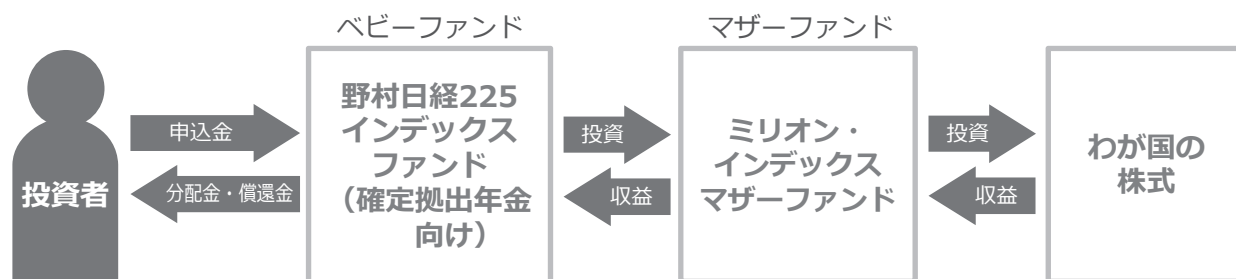 ベビーファンド
マザーファンド
投資者
申込金
分配金・償還金
野村日経225
インデックス
ファンド
（確定拠出年金
向け）
投資
収益
ミリオン・
インデックス
マザーファンド
投資
収益
わが国の
株式